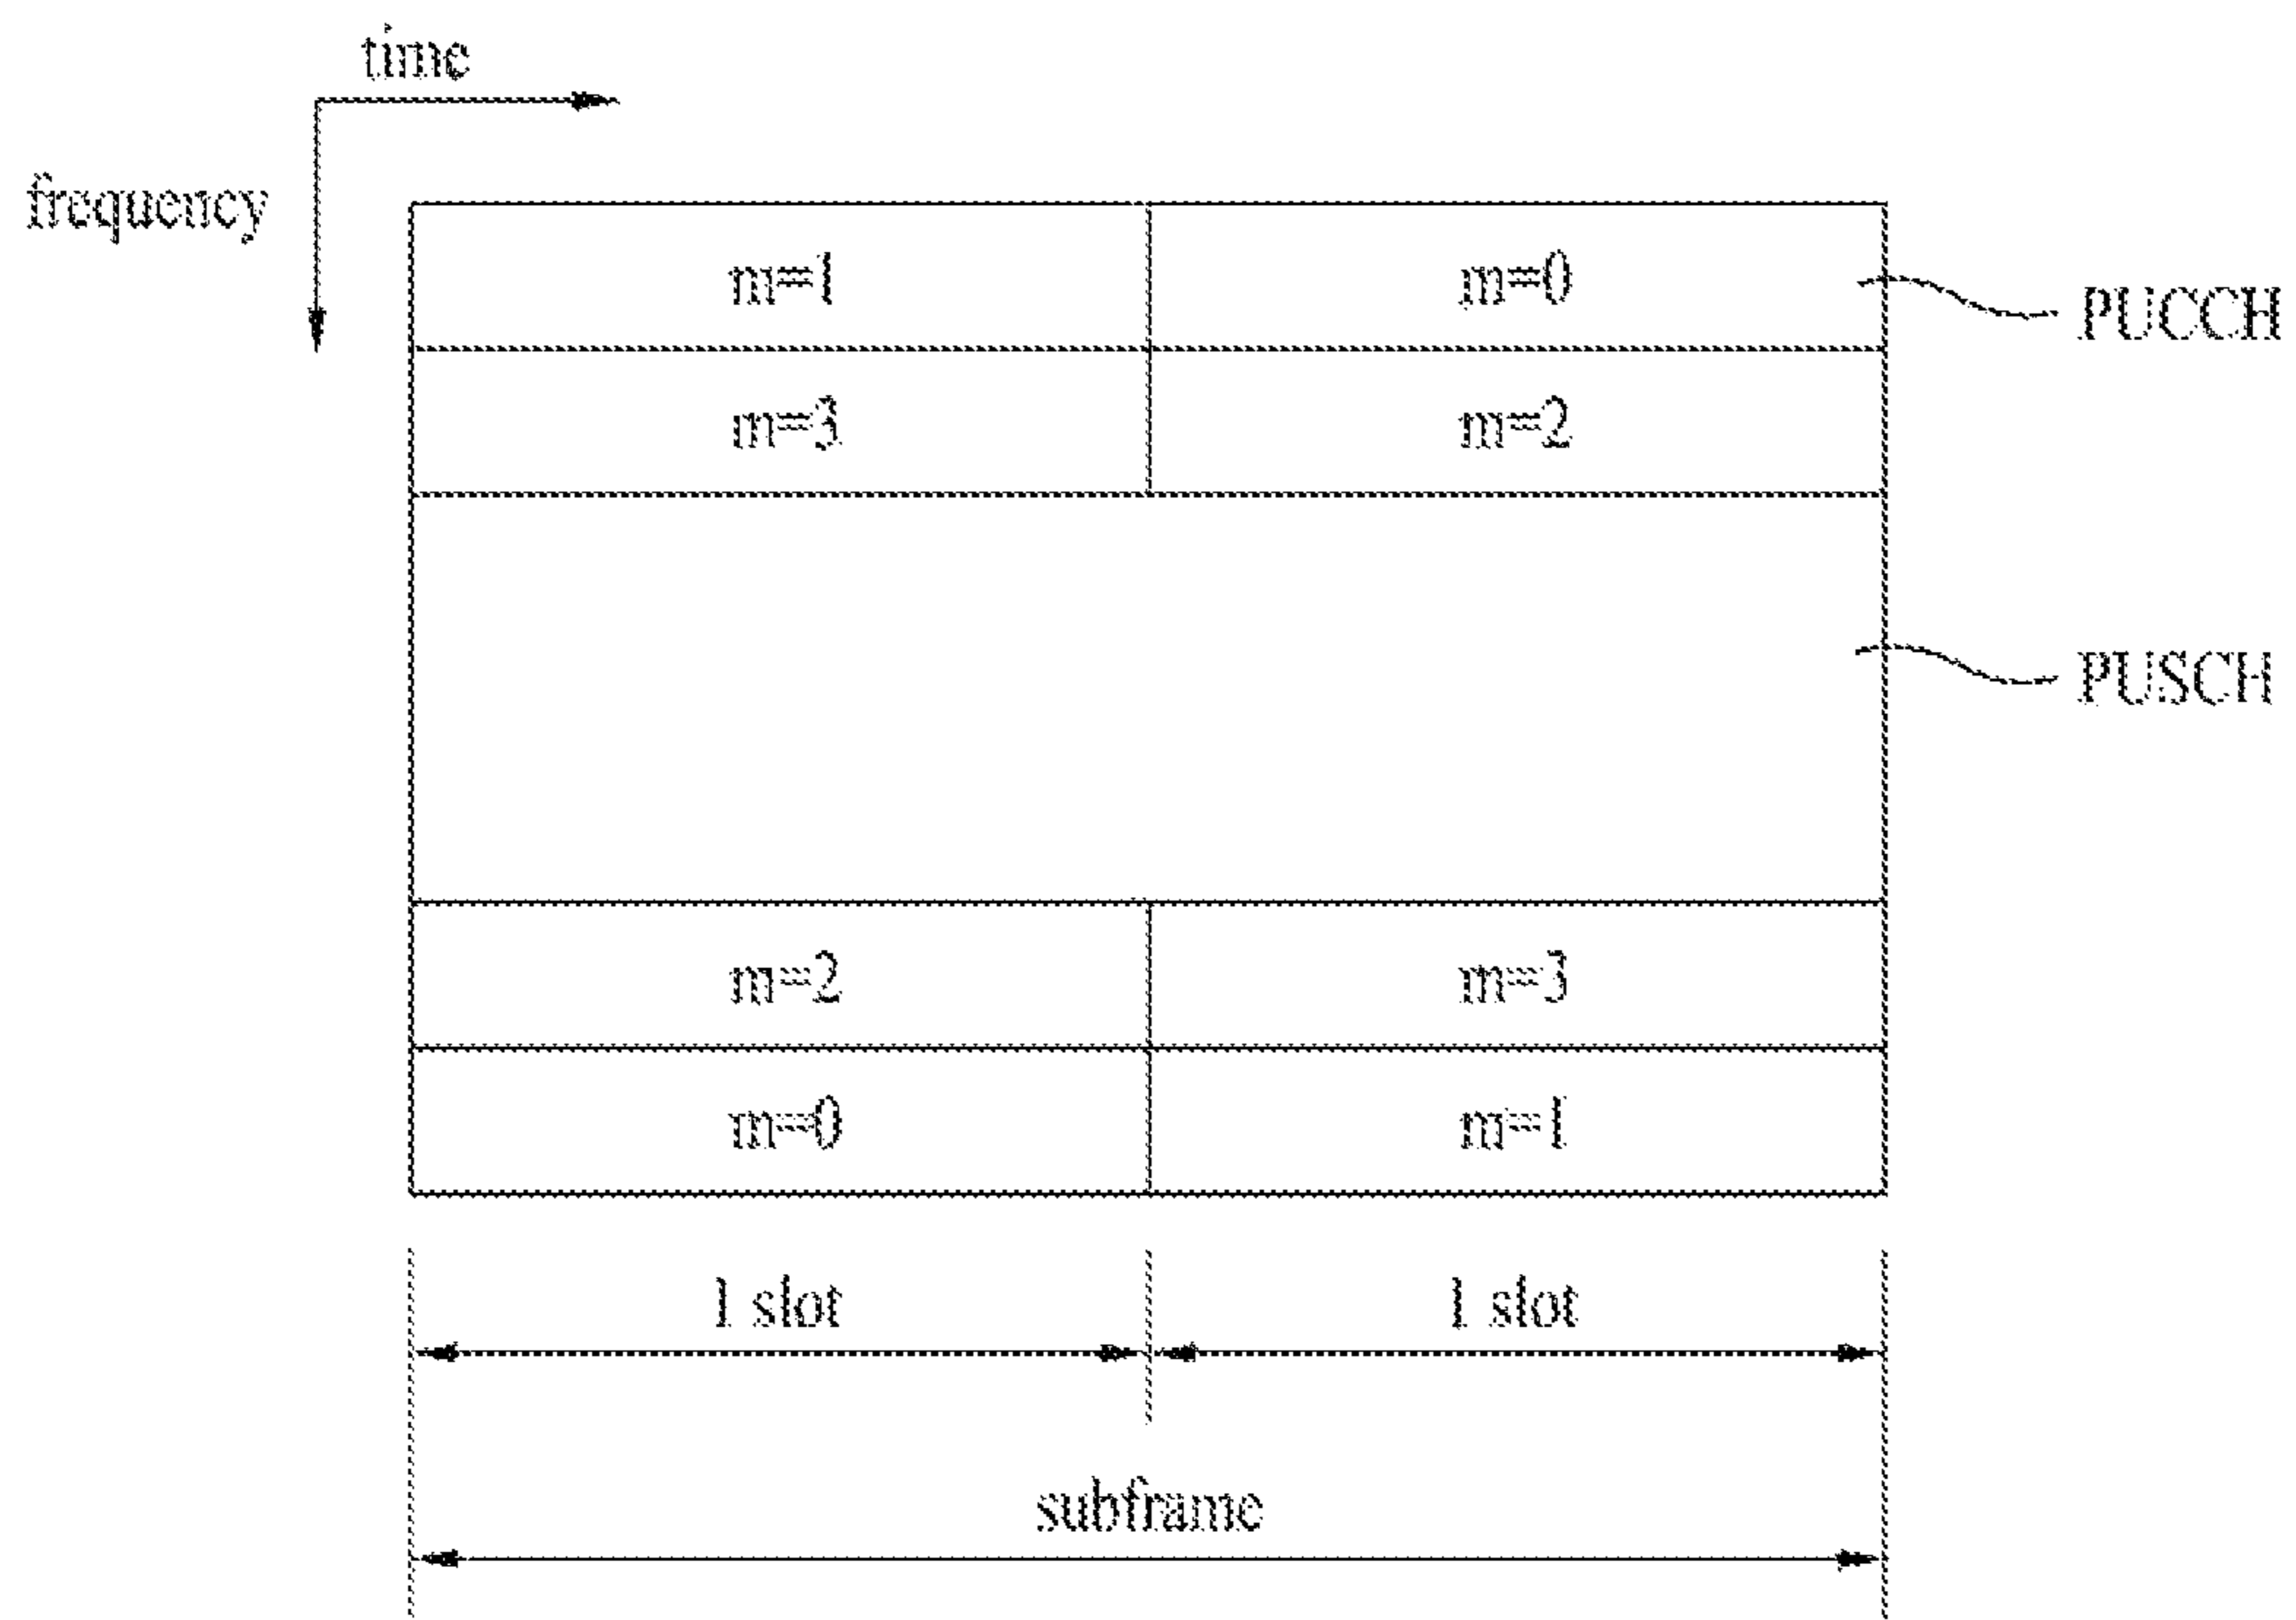 time
frequency
m=1 m=0
PUCCH
m=3 m=2
PUSCH
m=2 m=3
m=0 m=1
1 slot 1 slot
subframe